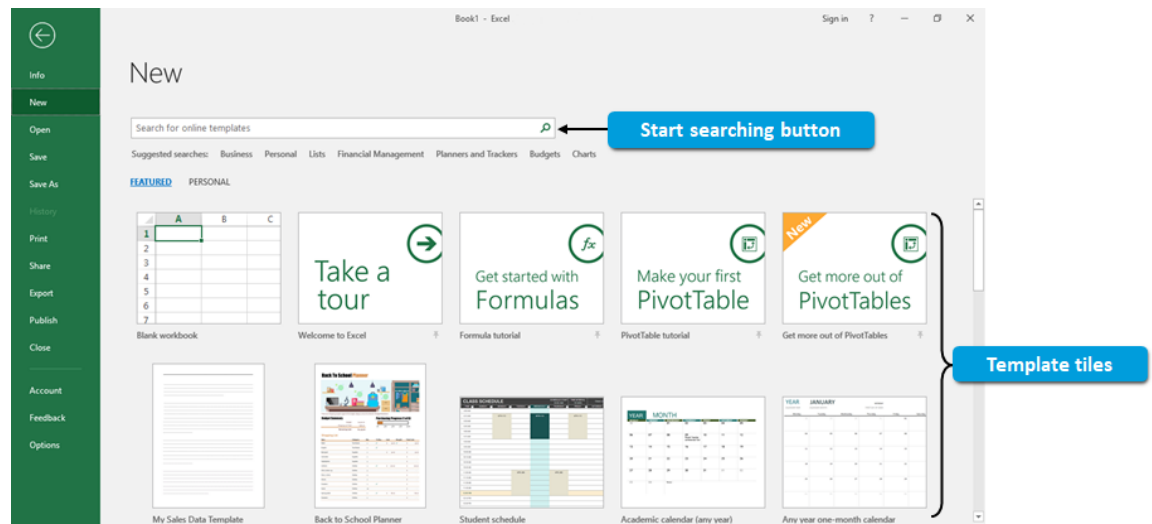 Book1 - Excel
Sign in ?
Info
New
Open
Save
Save As
History
Print
Share
Export
Publish
Close
Account
Feedback
Options
New
Search for online templates
Start searching button
Suggested searches: Business Personal Lists Financial Management Planners and Trackers Budgets Charts
FEATURED PERSONAL
A B C
1
2
3
4
5
6
7
Blank workbook
Take a
tour
Welcome to Excel
fx
Get started with
Formulas
Formula tutorial
Make your first
PivotTable
PivotTable tutorial
New
Get more out of
PivotTables
Get more out of PivotTables
Template tiles
My Sales Data Template
Back To School Planner
Back to School Planner
CLASS SCHEDULE
Student schedule
YEAR MONTH
Academic calendar (any year)
YEAR JANUARY
Any year one-month calendar